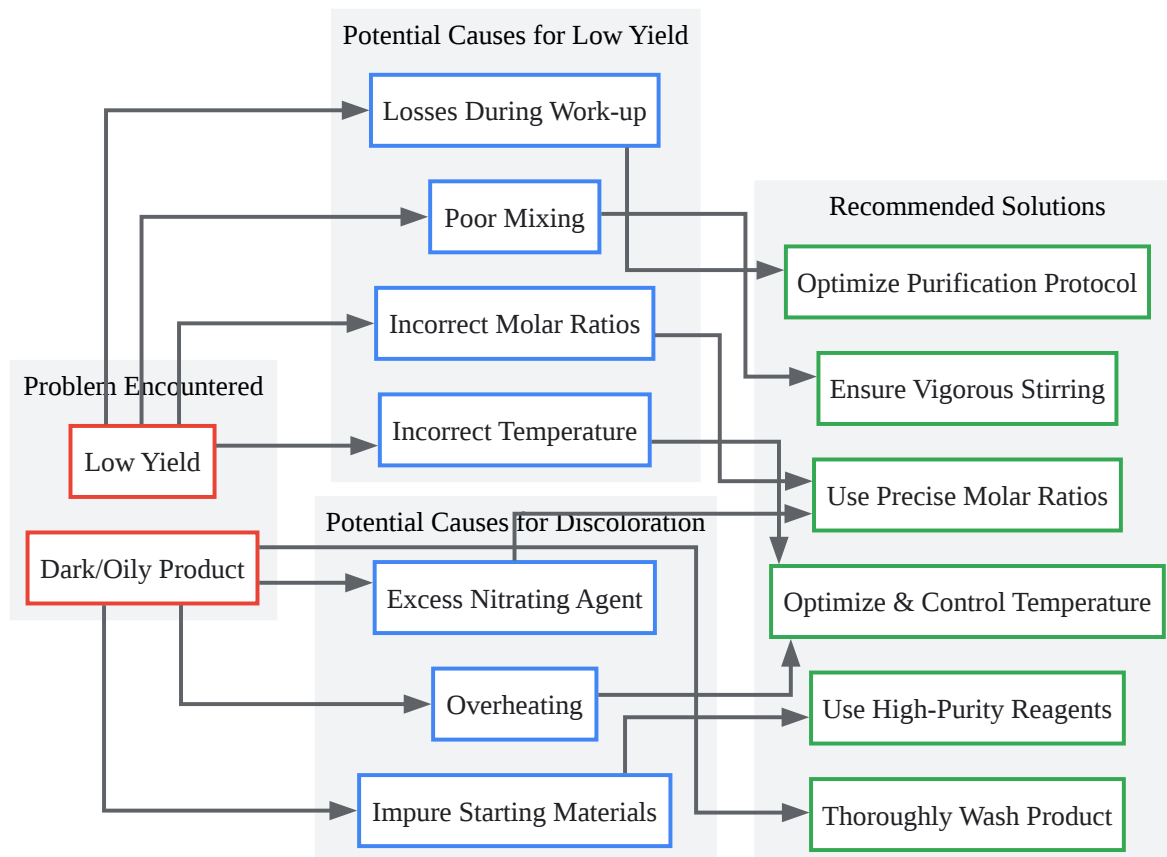 Potential Causes for Low Yield
Losses During Work-up
Poor Mixing
Incorrect Molar Ratios
Incorrect Temperature
Problem Encountered
Low Yield
Dark/Oily Product
Potential Causes for Discoloration
Excess Nitrating Agent
Overheating
Impure Starting Materials
Recommended Solutions
Optimize Purification Protocol
Ensure Vigorous Stirring
Use Precise Molar Ratios
Optimize & Control Temperature
Use High-Purity Reagents
Thoroughly Wash Product